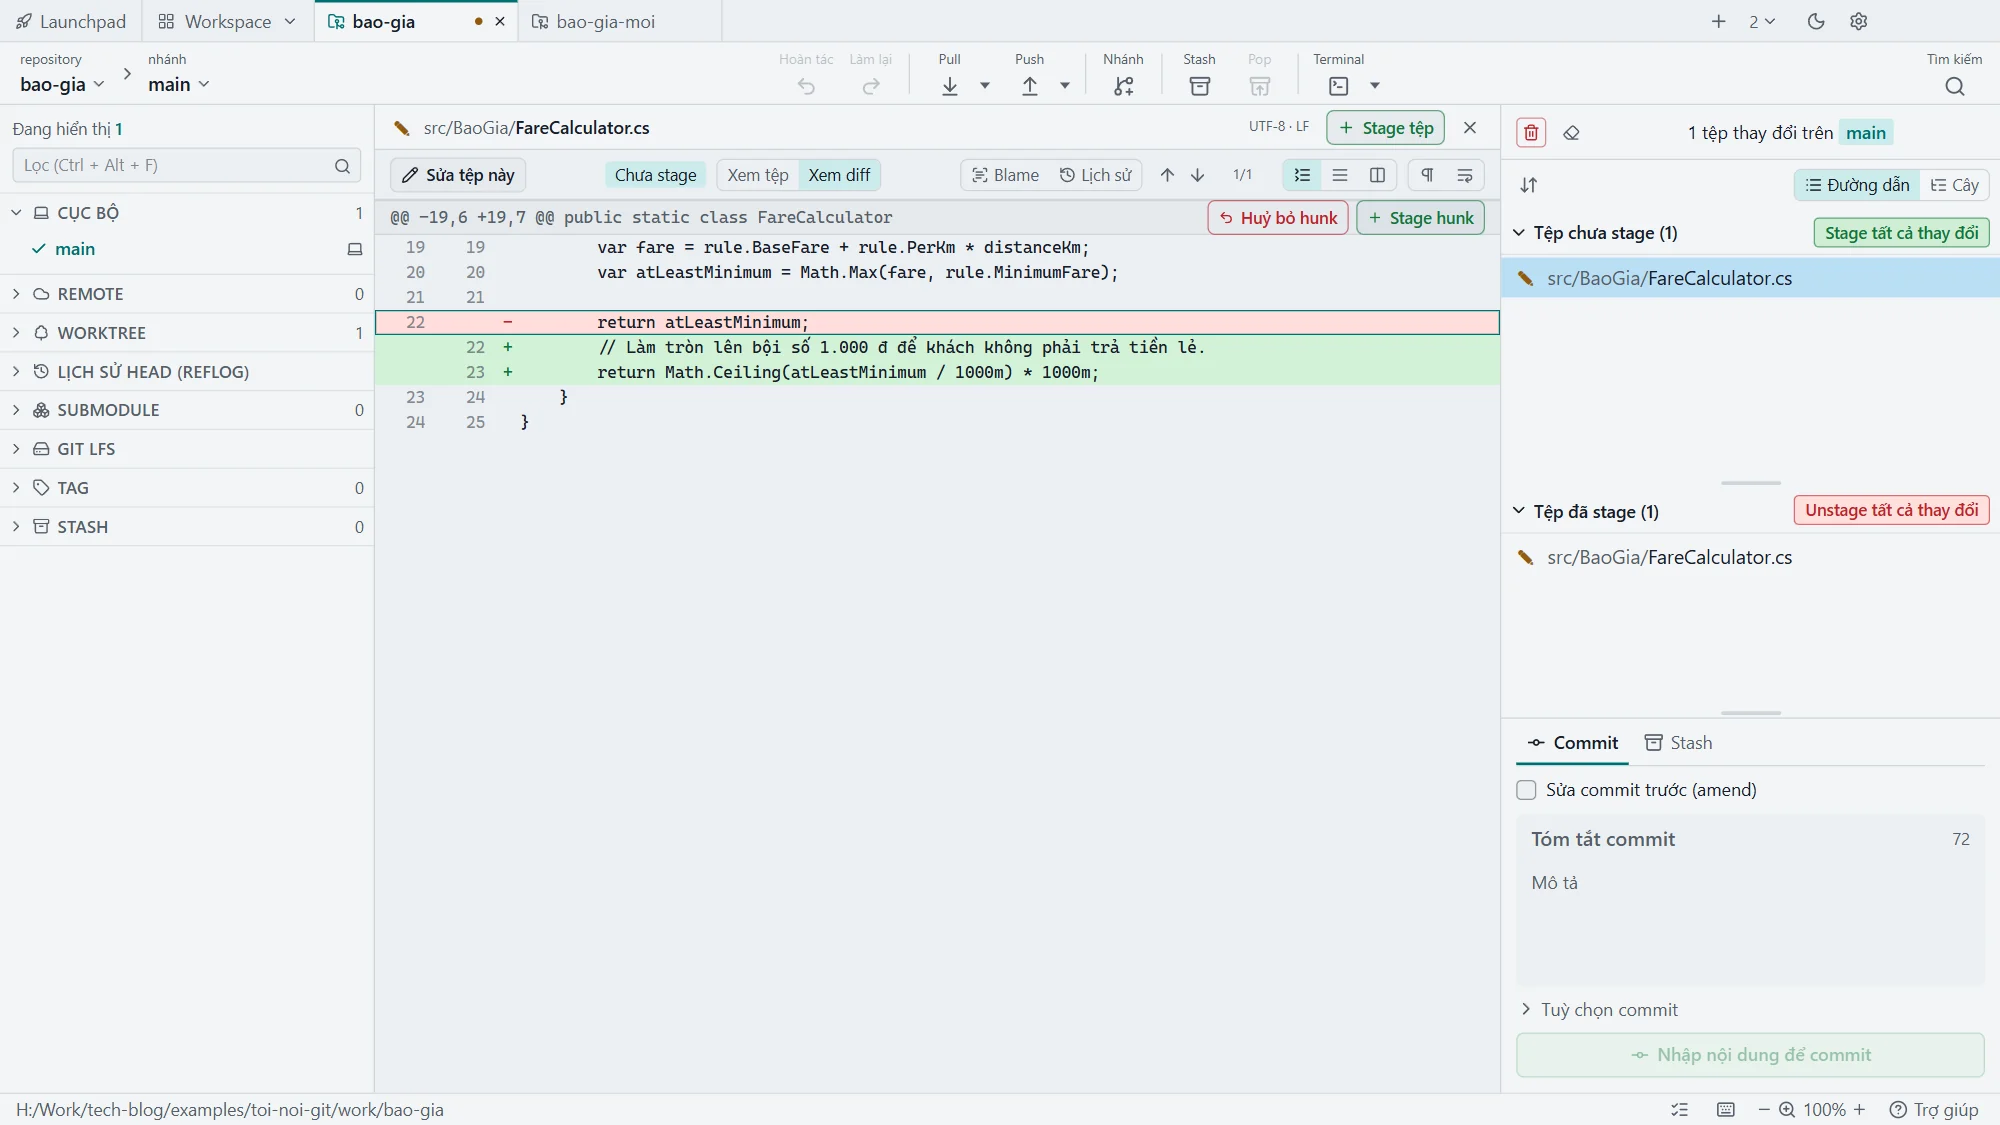 Launchpad
Workspace
bao-gia
bao-gia-moi
2
repository
bao-gia
nhánh
main
Hoàn tác
Làm lại
Pull
Push
Nhánh
Stash
Pop
Terminal
Tìm kiếm
Đang hiển thị 1
Lọc (Ctrl + Alt + F)
CỤC BỘ 1
main
REMOTE 0
WORKTREE 1
LỊCH SỬ HEAD (REFLOG)
SUBMODULE 0
GIT LFS
TAG 0
STASH 0
src/BaoGia/FareCalculator.cs
UTF-8 · LF
+ Stage tệp
Sửa tệp này
Chưa stage
Xem tệp
Xem diff
Blame
Lịch sử
1/1
@@ -19,6 +19,7 @@ public static class FareCalculator
Huỷ bỏ hunk
+ Stage hunk
19 19 var fare = rule.BaseFare + rule.PerKm * distanceKm;
20 20 var atLeastMinimum = Math.Max(fare, rule.MinimumFare);
21 21
22 - return atLeastMinimum;
22 + // Làm tròn lên bội số 1.000 đ để khách không phải trả tiền lẻ.
23 + return Math.Ceiling(atLeastMinimum / 1000m) * 1000m;
23 24 }
24 25 }
1 tệp thay đổi trên main
Đường dẫn
Cây
Tệp chưa stage (1)
Stage tất cả thay đổi
src/BaoGia/FareCalculator.cs
Tệp đã stage (1)
Unstage tất cả thay đổi
src/BaoGia/FareCalculator.cs
Commit
Stash
Sửa commit trước (amend)
Tóm tắt commit 72
Mô tả
Tuỳ chọn commit
Nhập nội dung để commit
H:/Work/tech-blog/examples/toi-noi-git/work/bao-gia
100%
Trợ giúp